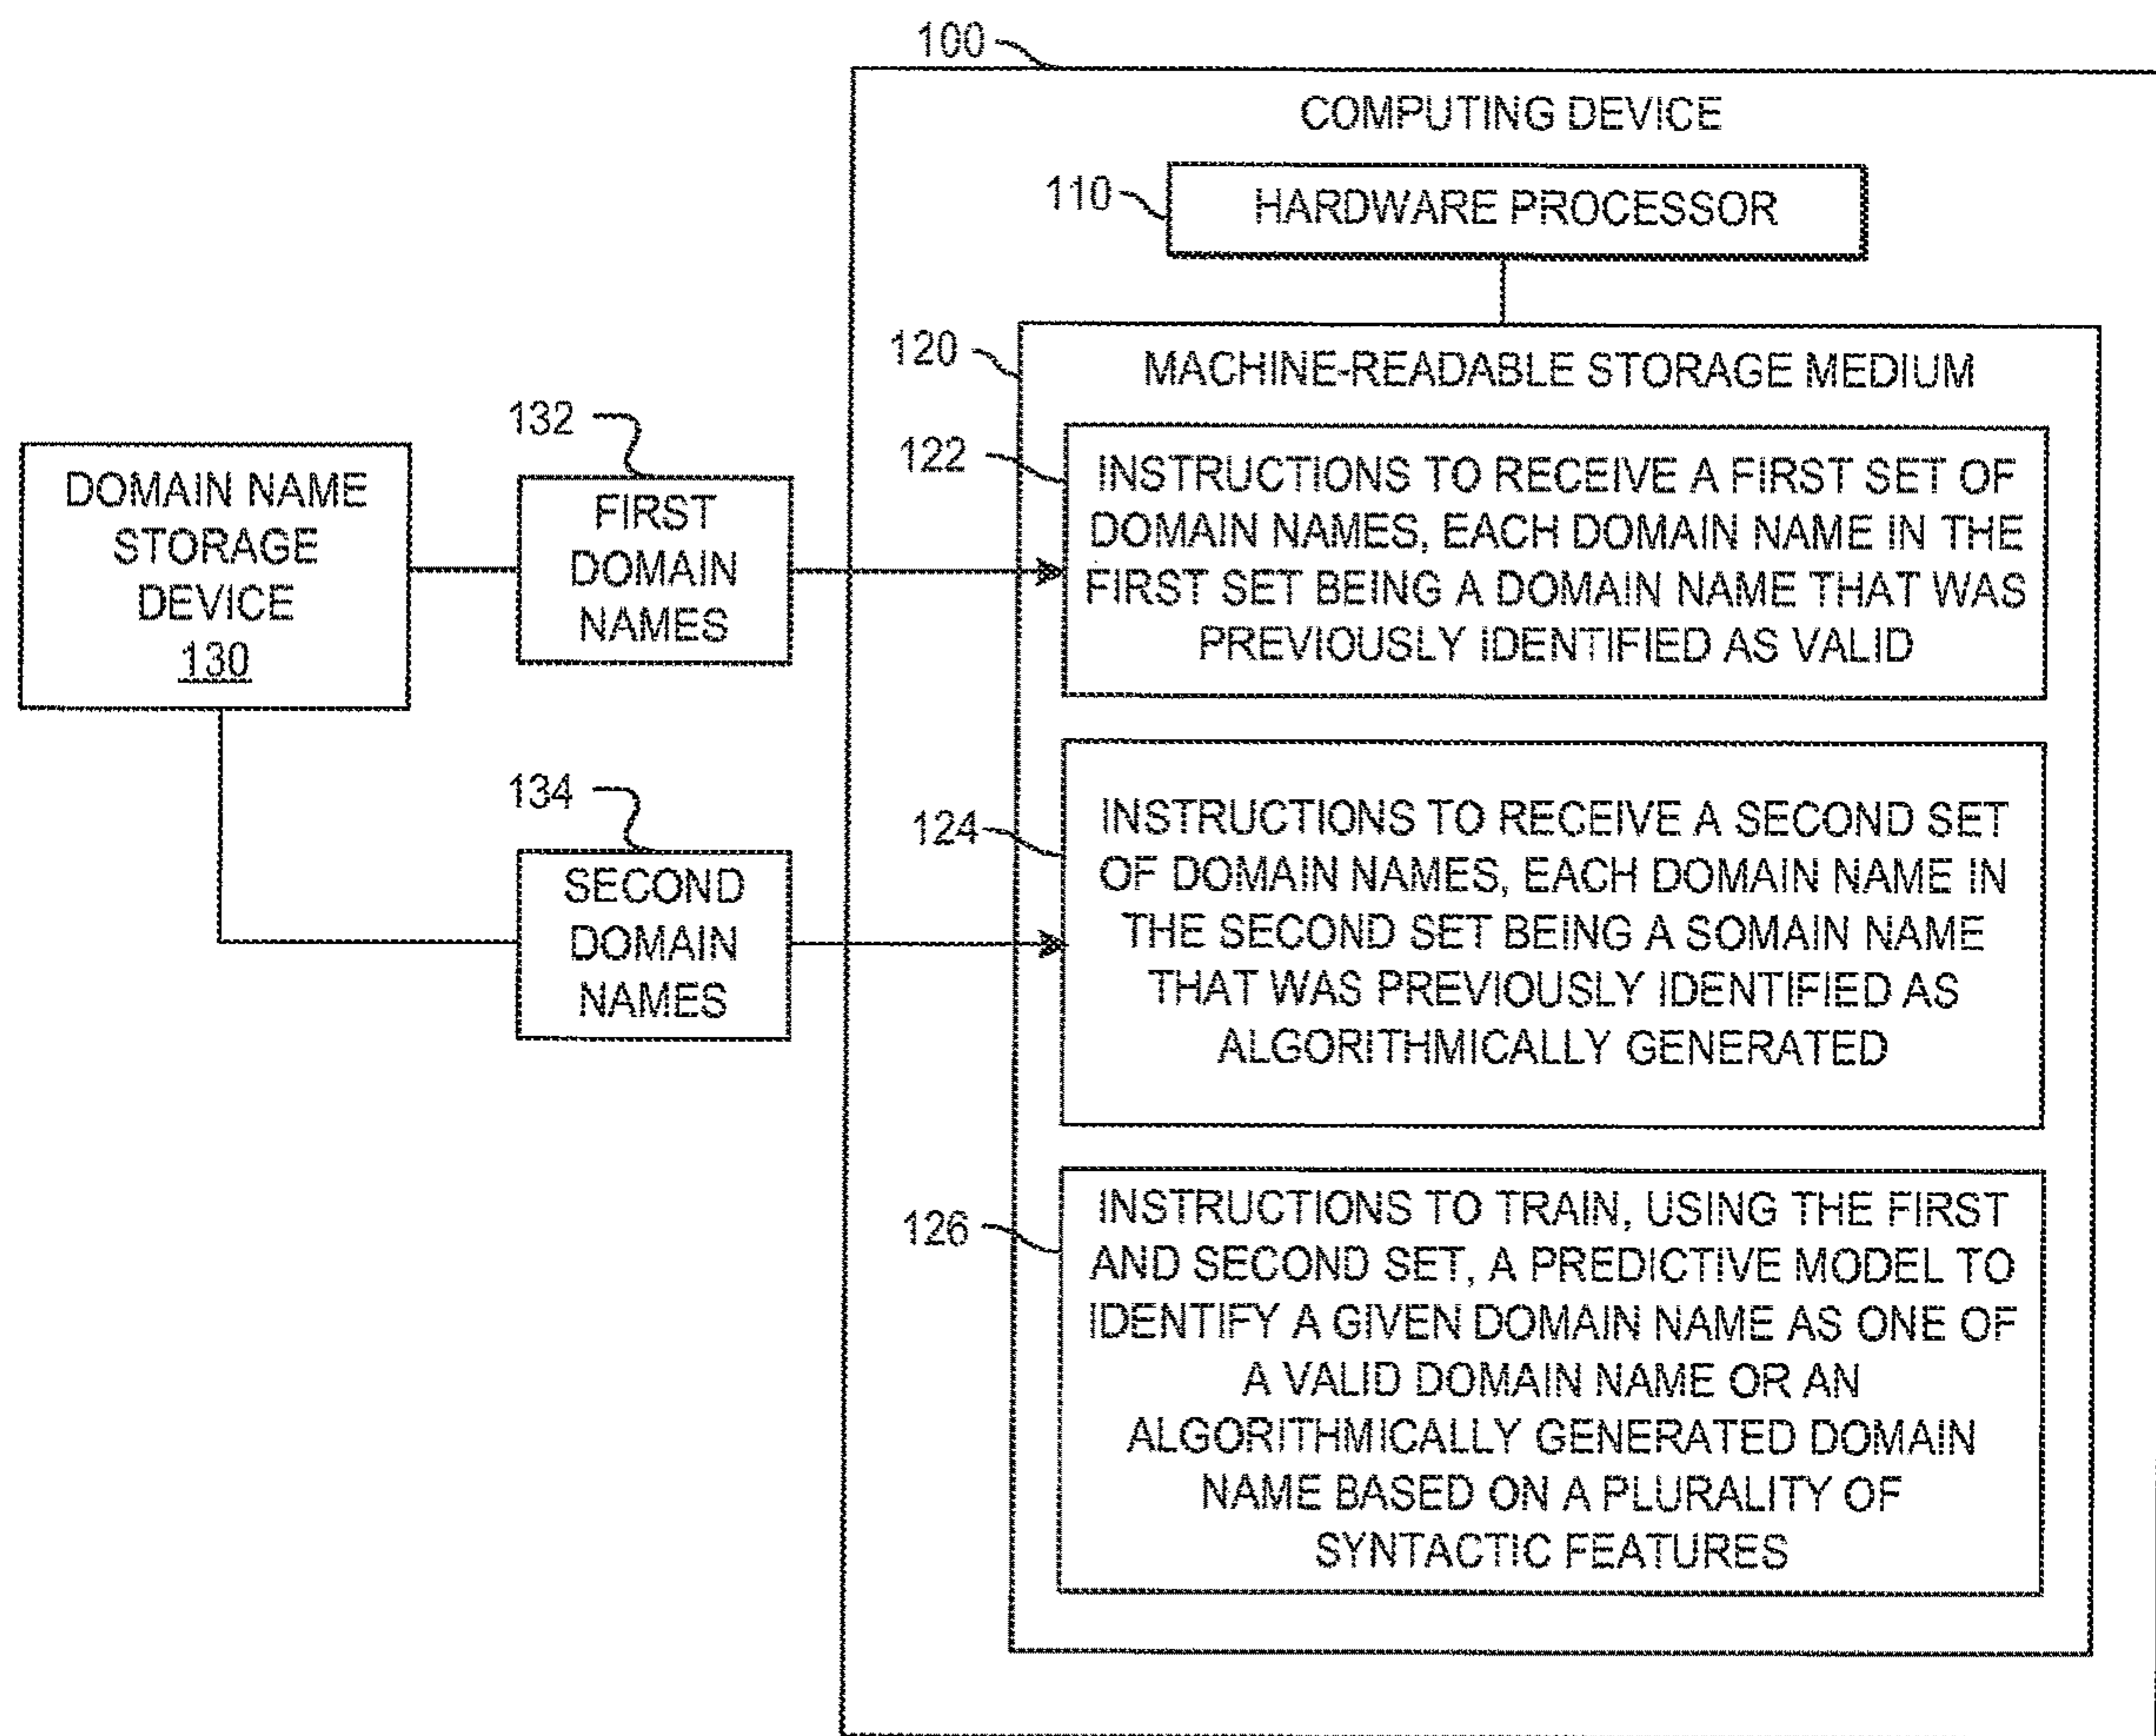 100
COMPUTING DEVICE
110
HARDWARE PROCESSOR
120
MACHINE-READABLE STORAGE MEDIUM
DOMAIN NAME
STORAGE
DEVICE
130
132
FIRST
DOMAIN
NAMES
122
INSTRUCTIONS TO RECEIVE A FIRST SET OF
DOMAIN NAMES, EACH DOMAIN NAME IN THE
FIRST SET BEING A DOMAIN NAME THAT WAS
PREVIOUSLY IDENTIFIED AS VALID
134
SECOND
DOMAIN
NAMES
124
INSTRUCTIONS TO RECEIVE A SECOND SET
OF DOMAIN NAMES, EACH DOMAIN NAME IN
THE SECOND SET BEING A SOMAIN NAME
THAT WAS PREVIOUSLY IDENTIFIED AS
ALGORITHMICALLY GENERATED
126
INSTRUCTIONS TO TRAIN, USING THE FIRST
AND SECOND SET, A PREDICTIVE MODEL TO
IDENTIFY A GIVEN DOMAIN NAME AS ONE OF
A VALID DOMAIN NAME OR AN
ALGORITHMICALLY GENERATED DOMAIN
NAME BASED ON A PLURALITY OF
SYNTACTIC FEATURES